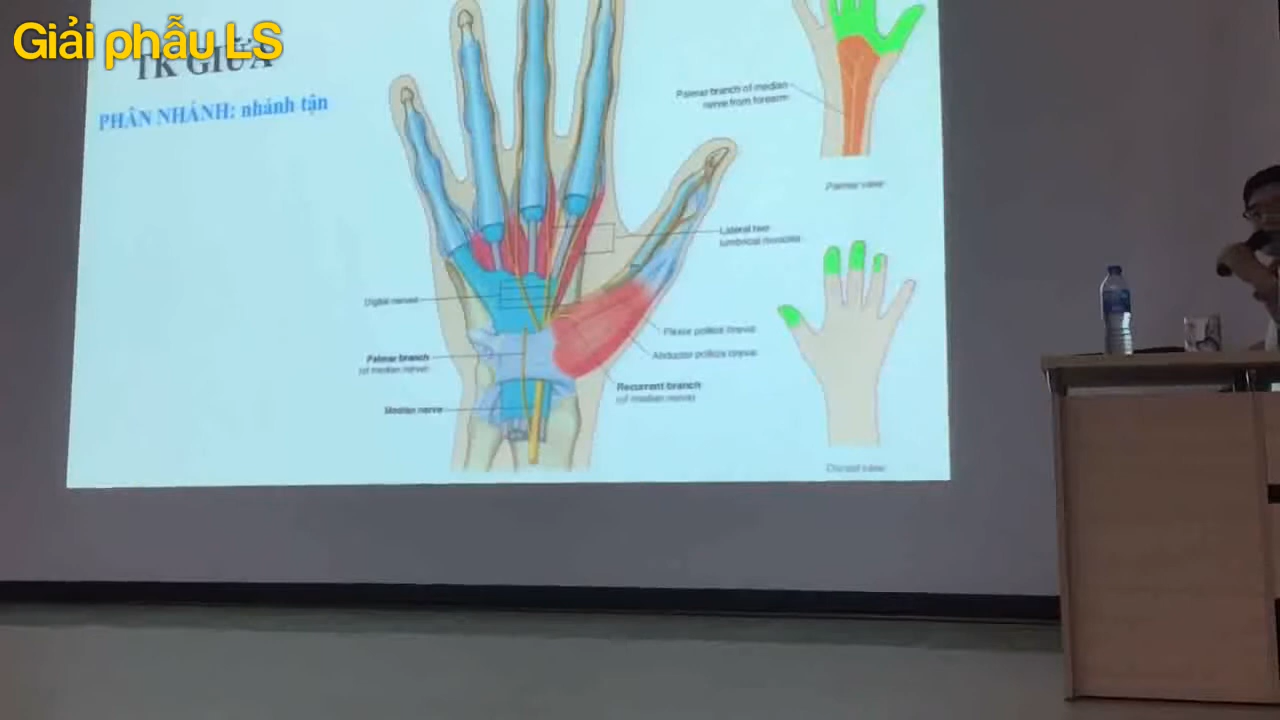 Giải phẫu LS
TK GIỮA
PHÂN NHÁNH: nhánh tận
Palmar branch of median
nerve from forearm
Palmar view
Lateral two
lumbrical muscles
Digital nerves
Flexor pollicis brevis
Palmar branch
(of median nerve)
Abductor pollicis brevis
Recurrent branch
(of median nerve)
Median nerve
Dorsal view